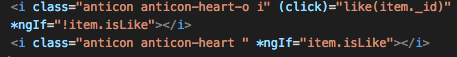 <i class="anticon anticon-heart-o i" (click)="like(item._id)"
*ngIf="!item.isLike"></i>
<i class="anticon anticon-heart " *ngIf="item.isLike"></i>